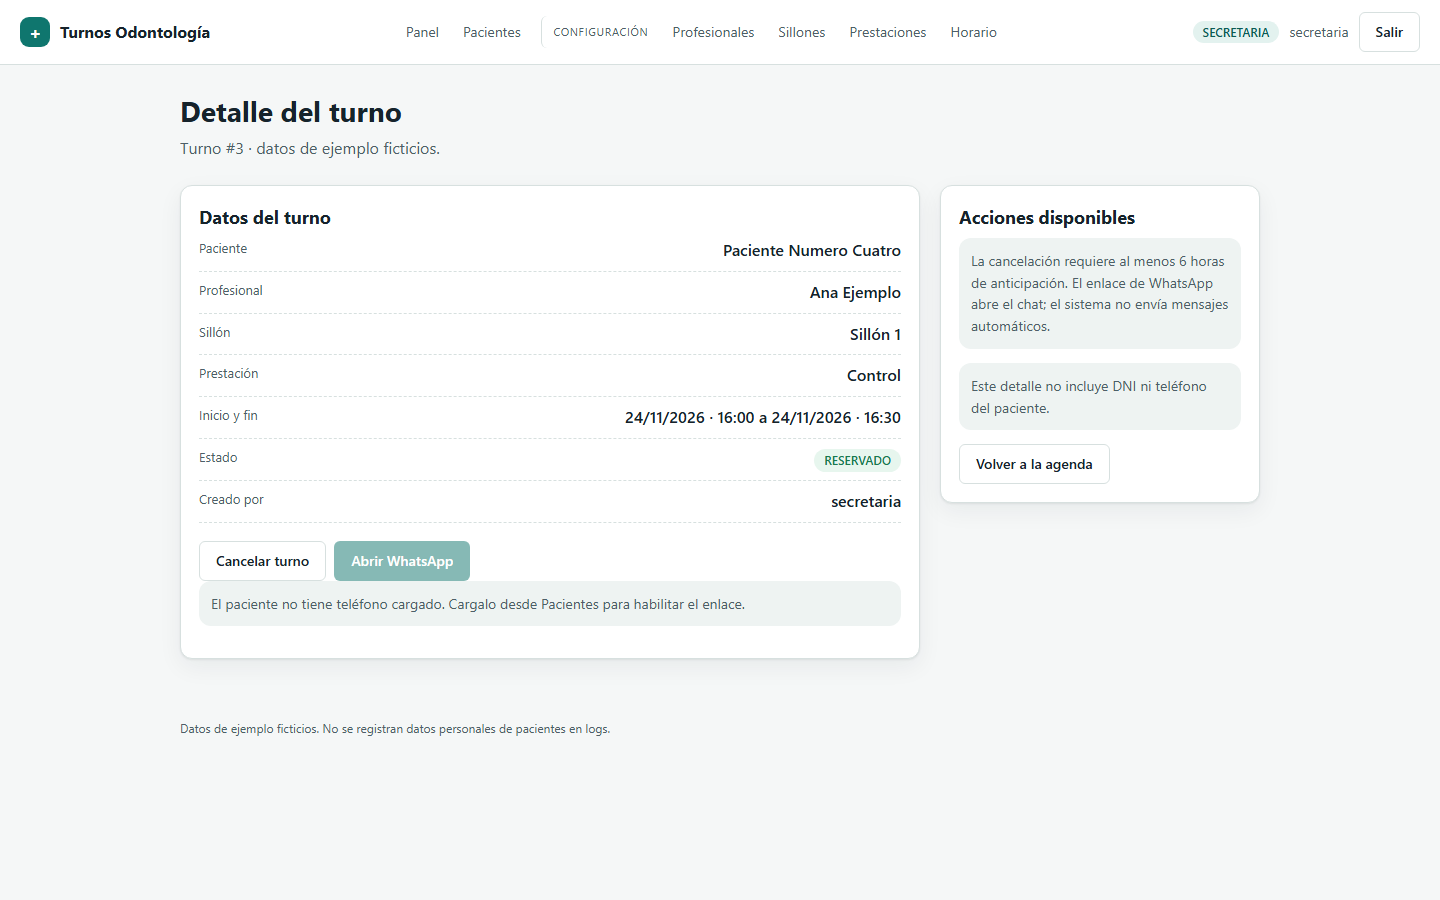 + Turnos Odontología
Panel Pacientes CONFIGURACIÓN Profesionales Sillones Prestaciones Horario
SECRETARIA secretaria Salir
Detalle del turno
Turno #3 · datos de ejemplo ficticios.
Datos del turno
Paciente Paciente Numero Cuatro
Profesional Ana Ejemplo
Sillón Sillón 1
Prestación Control
Inicio y fin 24/11/2026 · 16:00 a 24/11/2026 · 16:30
Estado RESERVADO
Creado por secretaria
Cancelar turno Abrir WhatsApp
El paciente no tiene teléfono cargado. Cargalo desde Pacientes para habilitar el enlace.
Acciones disponibles
La cancelación requiere al menos 6 horas
de anticipación. El enlace de WhatsApp
abre el chat; el sistema no envía mensajes
automáticos.
Este detalle no incluye DNI ni teléfono
del paciente.
Volver a la agenda
Datos de ejemplo ficticios. No se registran datos personales de pacientes en logs.